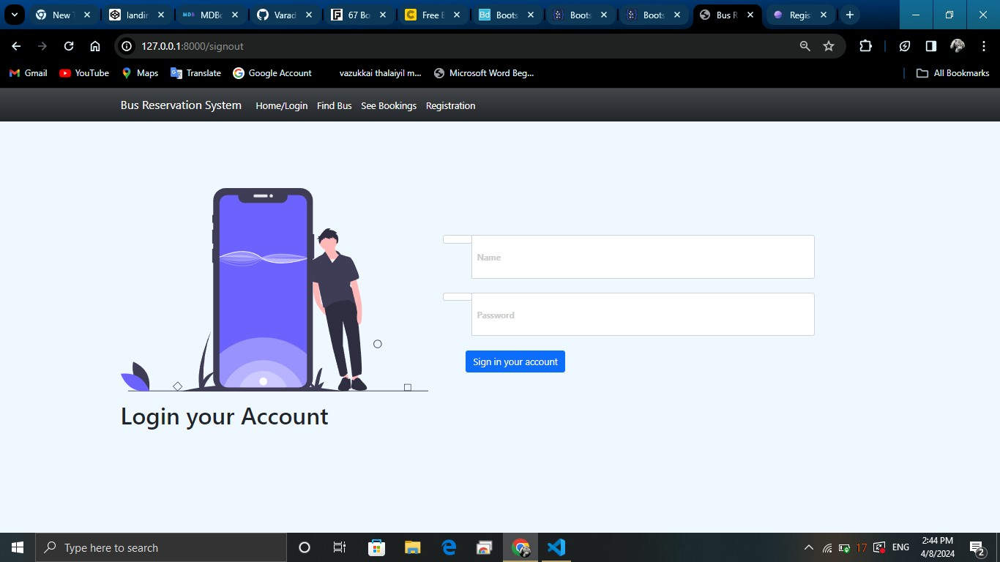 New T
landin
MDBo
Varad
67 Bo
Free B
Bd Boots
Boots
Boots
Bus R
Regis
127.0.0.1:8000/signout
Gmail
YouTube
Maps
Translate
Google Account
vazukkai thalaiyil m...
Microsoft Word Beg...
All Bookmarks
Bus Reservation System
Home/Login
Find Bus
See Bookings
Registration
Name
Password
Sign in your account
Login your Account
Type here to search
17
ENG
2:44 PM
4/8/2024
2